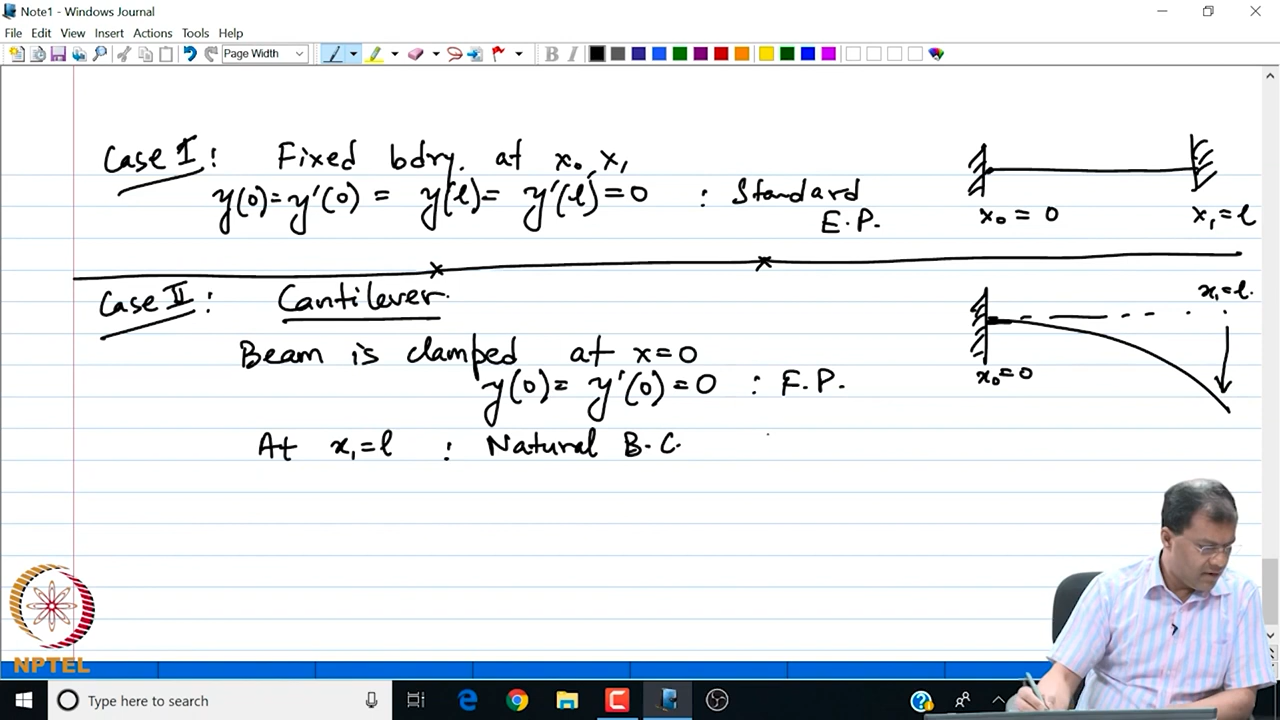 Note1 - Windows Journal
File Edit View Insert Actions Tools Help
Page Width
B I
Case I : Fixed bdry. at x₀, x₁
y(0) = y'(0) = y(l) = y'(l) = 0 : Standard
E.P.
x₀ = 0
x₁ = l
Case II : Cantilever.
x₁ = l.
Beam is clamped at x = 0
x₀ = 0
y(0) = y'(0) = 0 : F.P.
At x₁ = l : Natural B.C.
NPTEL
Type here to search